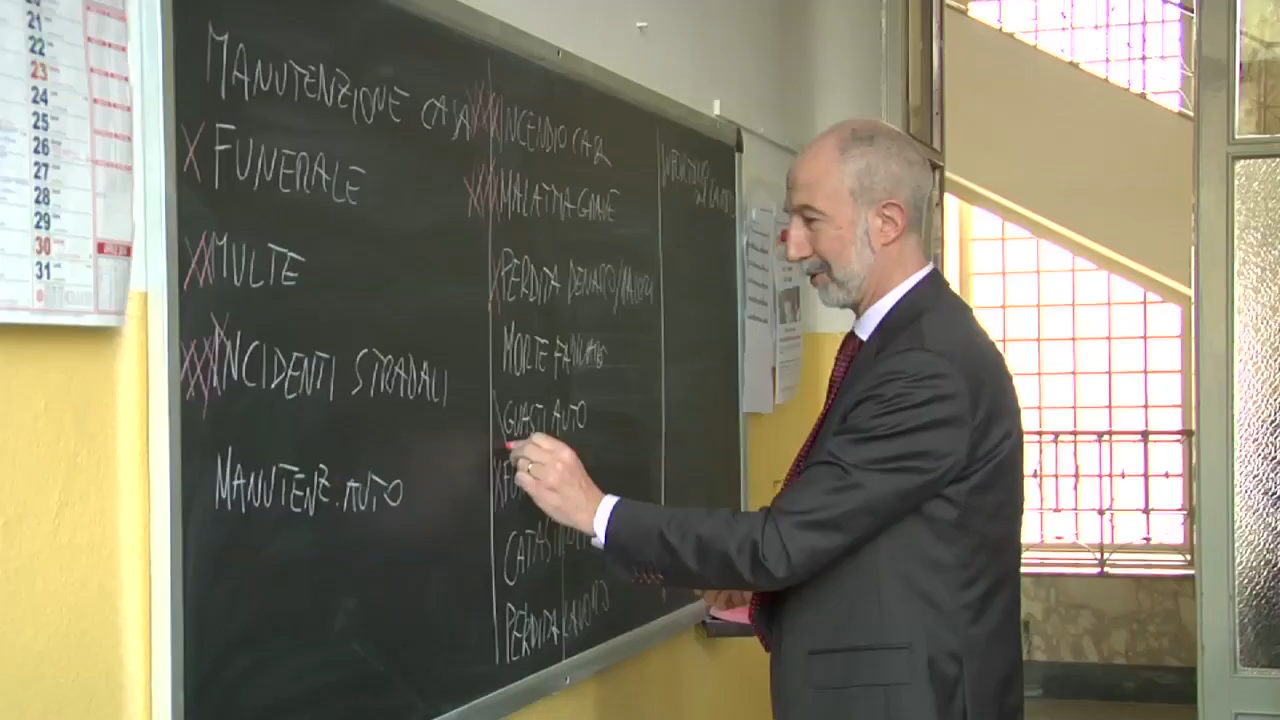 21
22
23
24
25
26
27
28
29
30
31
MANUTENZIONE CASA
FUNERALE
MULTE
INCIDENTI STRADALI
MANUTENZ. AUTO
INCENDIO CASA
MALATTIA GRAVE
PERDITA DENARO/
MORTE FAMILIARE
GUASTI AUTO
PERDITA LAVORO